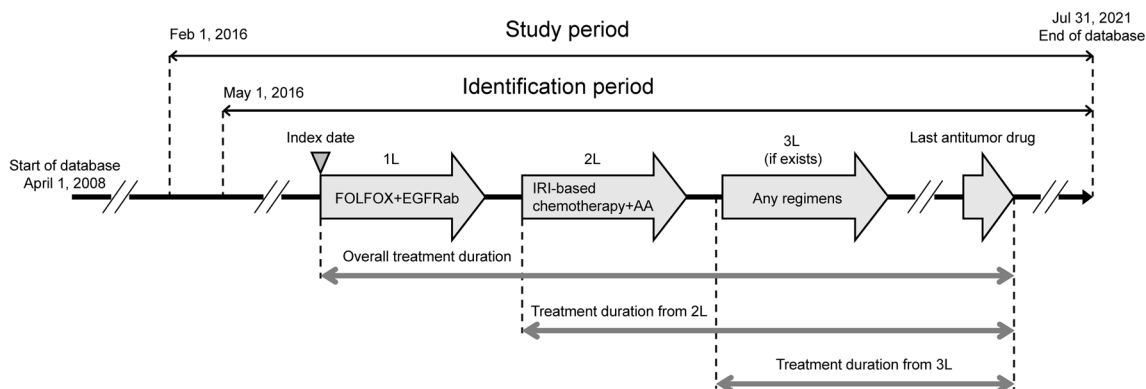 Feb 1, 2016
Study period
Jul 31, 2021
End of database
May 1, 2016
Identification period
Start of database
April 1, 2008
Index date
1L
2L
3L
(if exists)
Last antitumor drug
FOLFOX+EGFRab
IRI-based
chemotherapy+AA
Any regimens
Overall treatment duration
Treatment duration from 2L
Treatment duration from 3L